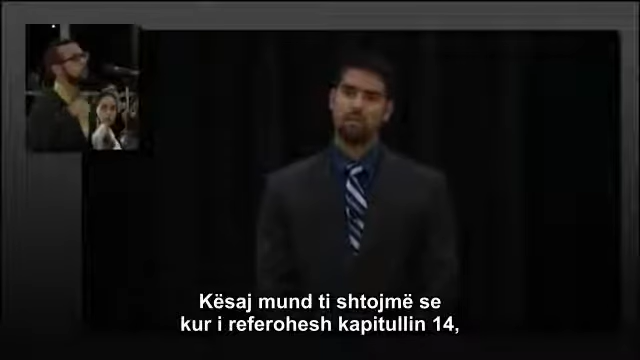 Kësaj mund ti shtojmë se
kur i referohesh kapitullin 14,